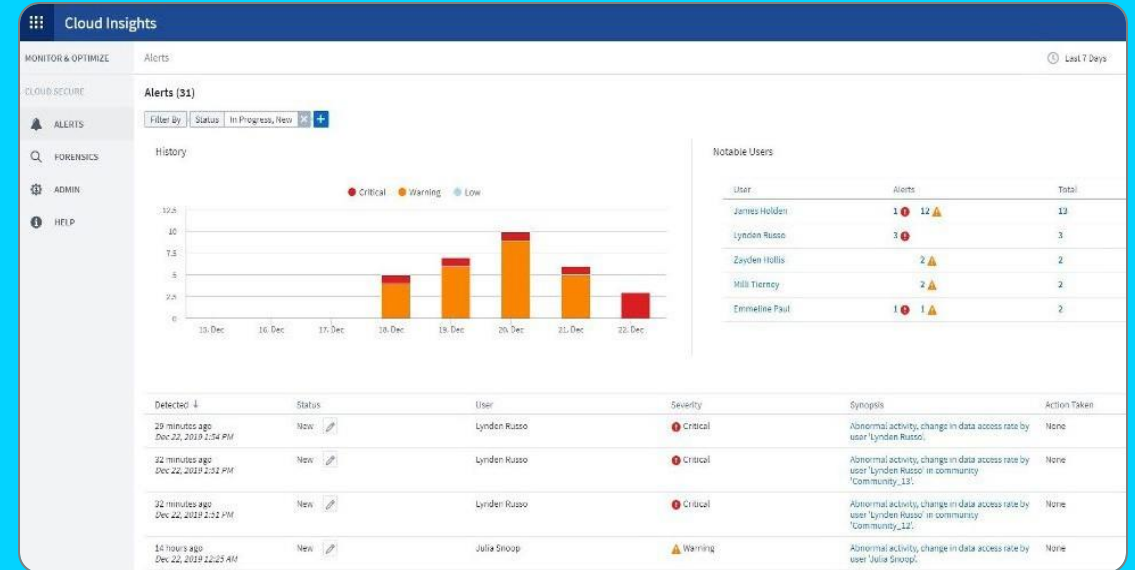 Cloud Insights
MONITOR & OPTIMIZE
Alerts
Last 7 Days
CLOUD SECURE
ALERTS
FORENSICS
ADMIN
HELP
Alerts (31)
Filter By Status In Progress, New X +
History
Critical Warning Low
12.5
10
7.5
5
2.5
0
15. Dec 16. Dec 17. Dec 18. Dec 19. Dec 20. Dec 21. Dec 22. Dec
Notable Users
User Alerts Total
James Holden 1 12 13
Lynden Russo 3 3
Zayden Hollis 2 2
Milli Tierney 2 2
Emmeline Paul 1 1 2
Detected ↓ Status User Severity Synopsis Action Taken
29 minutes ago New Lynden Russo Critical Abnormal activity, change in data access rate by None
Dec 22, 2019 1:54 PM user 'Lynden Russo'.
32 minutes ago New Lynden Russo Critical Abnormal activity, change in data access rate by None
Dec 22, 2019 1:51 PM user 'Lynden Russo' in community
'Community_13'.
32 minutes ago New Lynden Russo Critical Abnormal activity, change in data access rate by None
Dec 22, 2019 1:51 PM user 'Lynden Russo' in community
'Community_12'.
14 hours ago New Julia Snoop Warning Abnormal activity, change in data access rate by None
Dec 22, 2019 12:25 AM user 'Julia Snoop'.